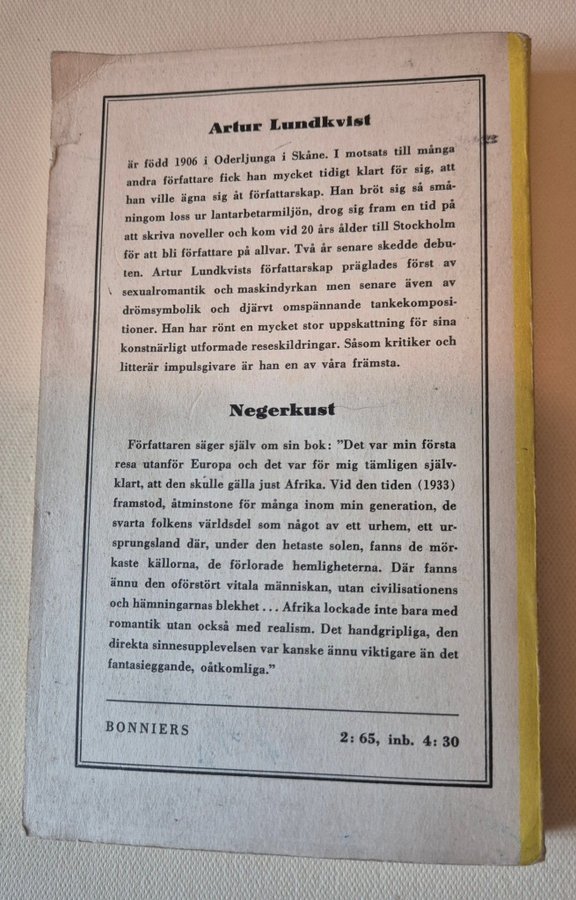 Artur Lundkvist
är född 1906 i Oderljunga i Skåne. I motsats till många
andra författare fick han mycket tidigt klart för sig, att
han ville ägna sig åt författarskap. Han bröt sig så små-
ningom loss ur lantarbetarmiljön, drog sig fram en tid på
att skriva noveller och kom vid 20 års ålder till Stockholm
för att bli författare på allvar. Två år senare skedde debu-
ten. Artur Lundkvists författarskap präglades först av
sexualromantik och maskindyrkan men senare även av
drömsymbolik och djärvt omspännande tankekomposi-
tioner. Han har rönt en mycket stor uppskattning för sina
konstnärligt utformade reseskildringar. Såsom kritiker och
litterär impulsgivare är han en av våra främsta.
Negerkust
Författaren säger själv om sin bok: ”Det var min första
resa utanför Europa och det var för mig tämligen själv-
klart, att den skulle gälla just Afrika. Vid den tiden (1933)
framstod, åtminstone för många inom min generation, de
svarta folkens världsdel som något av ett urhem, ett ur-
sprungsland där, under den hetaste solen, fanns de mör-
kaste källorna, de förlorade hemligheterna. Där fanns
ännu den oförstört vitala människan, utan civilisationens
och hämningarnas blekhet... Afrika lockade inte bara med
romantik utan också med realism. Det handgripliga, den
direkta sinnesupplevelsen var kanske ännu viktigare än det
fantasieggande, oåtkomliga.”
BONNIERS
2: 65, inb. 4: 30